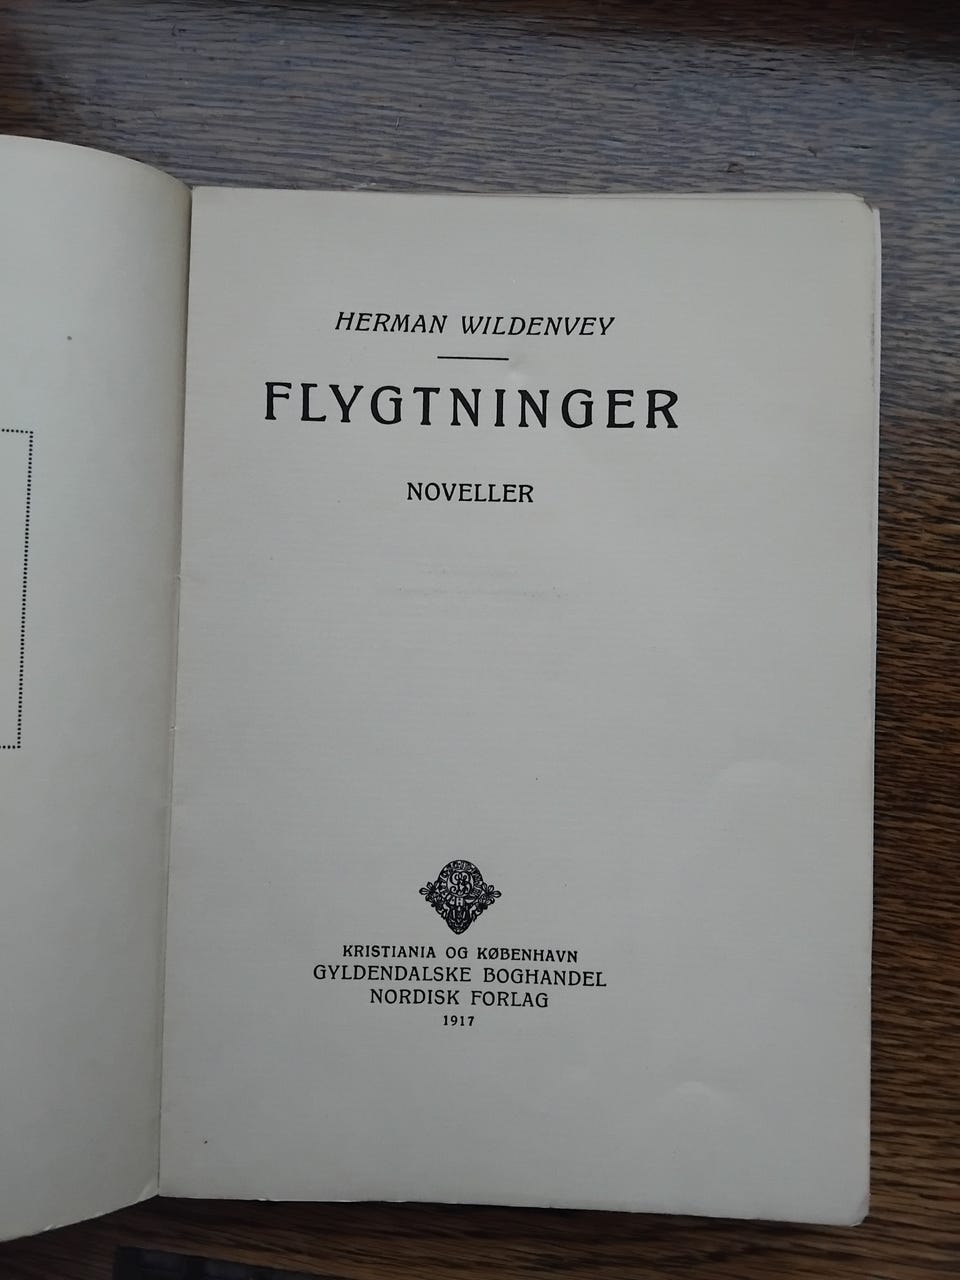 HERMAN WILDENVEY
FLYGTNINGER
NOVELLER
KRISTIANIA OG KØBENHAVN
GYLDENDALSKE BOGHANDEL
NORDISK FORLAG
1917